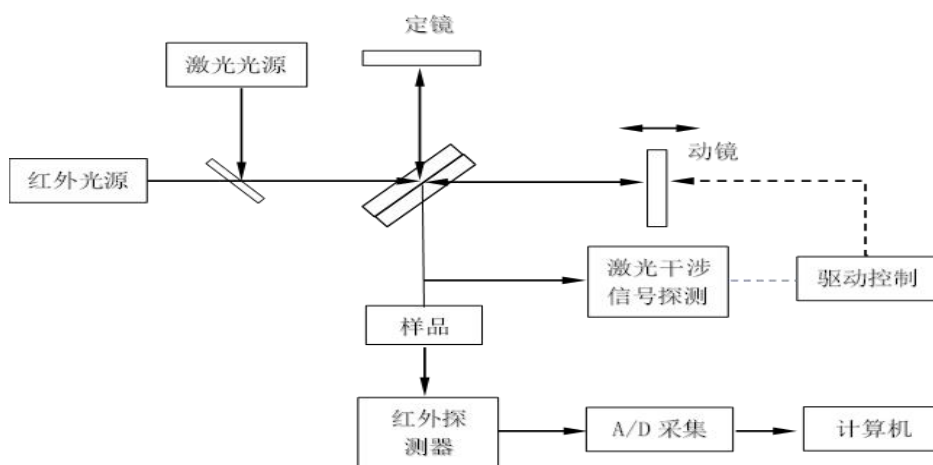 定镜
激光光源
动镜
红外光源
激光干涉
信号探测
驱动控制
样品
红外探
测器
A/D 采集
计算机